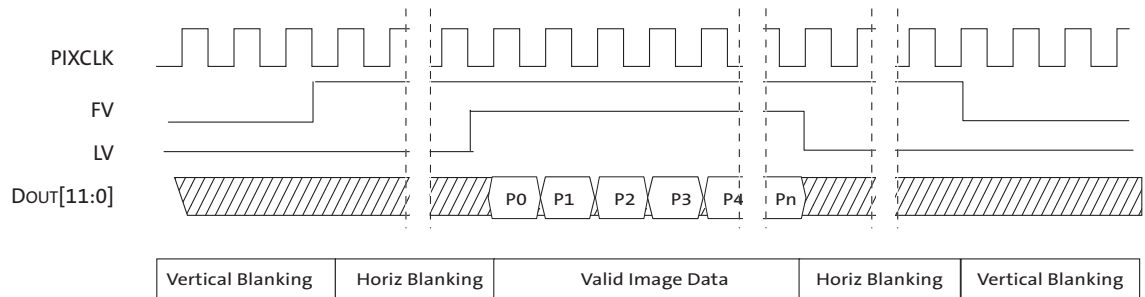 PIXCLK
FV
LV
DOUT[11:0]
P0 P1 P2 P3 P4 Pn
Vertical Blanking Horiz Blanking Valid Image Data Horiz Blanking Vertical Blanking